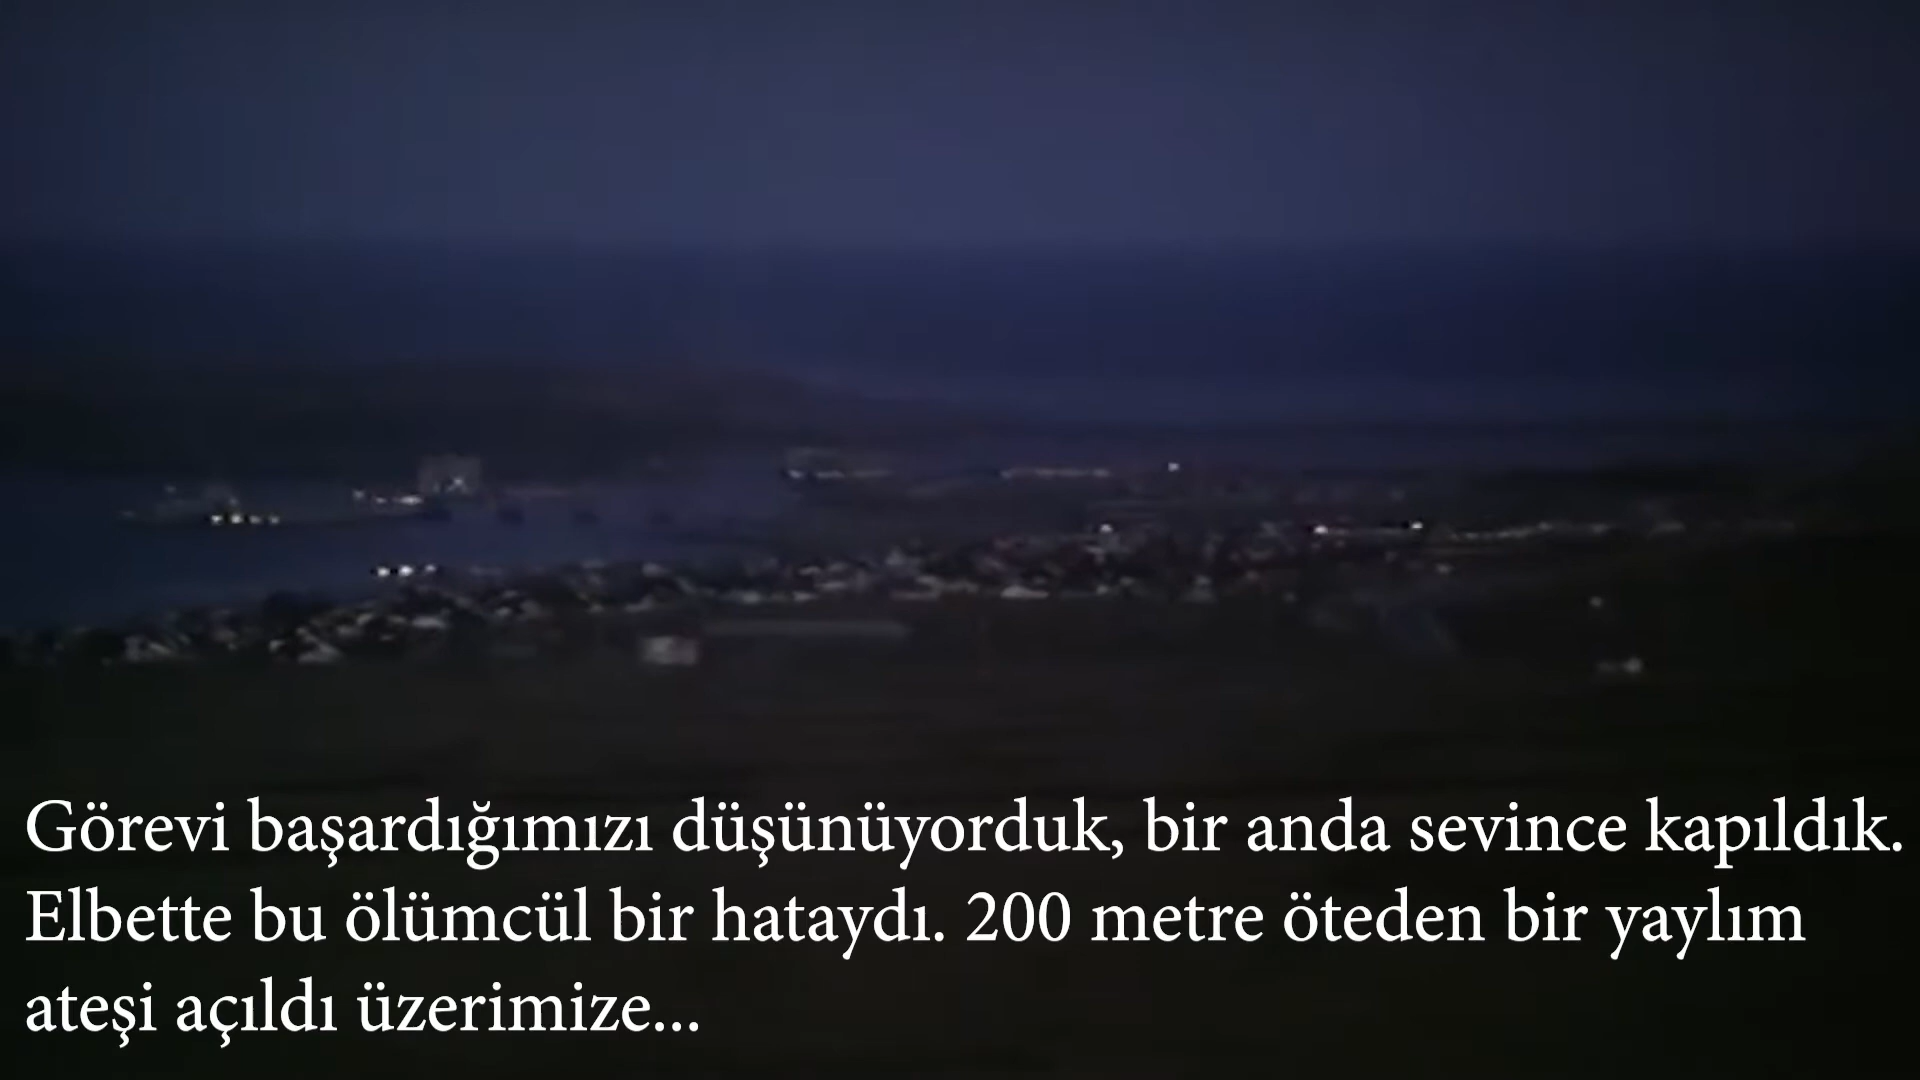 Görevi başardığımızı düşünüyorduk, bir anda sevince kapıldık.
Elbette bu ölümcül bir hataydı. 200 metre öteden bir yaylım
ateşi açıldı üzerimize...